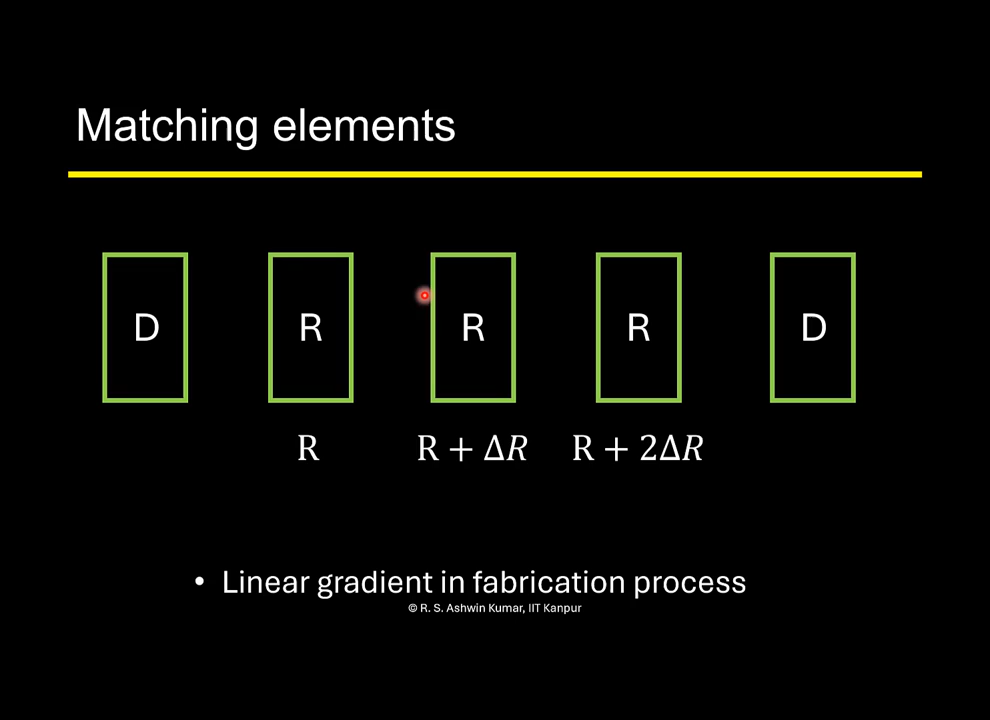 Matching elements
D R R R D
R R + ΔR R + 2ΔR
• Linear gradient in fabrication process
© R. S. Ashwin Kumar, IIT Kanpur